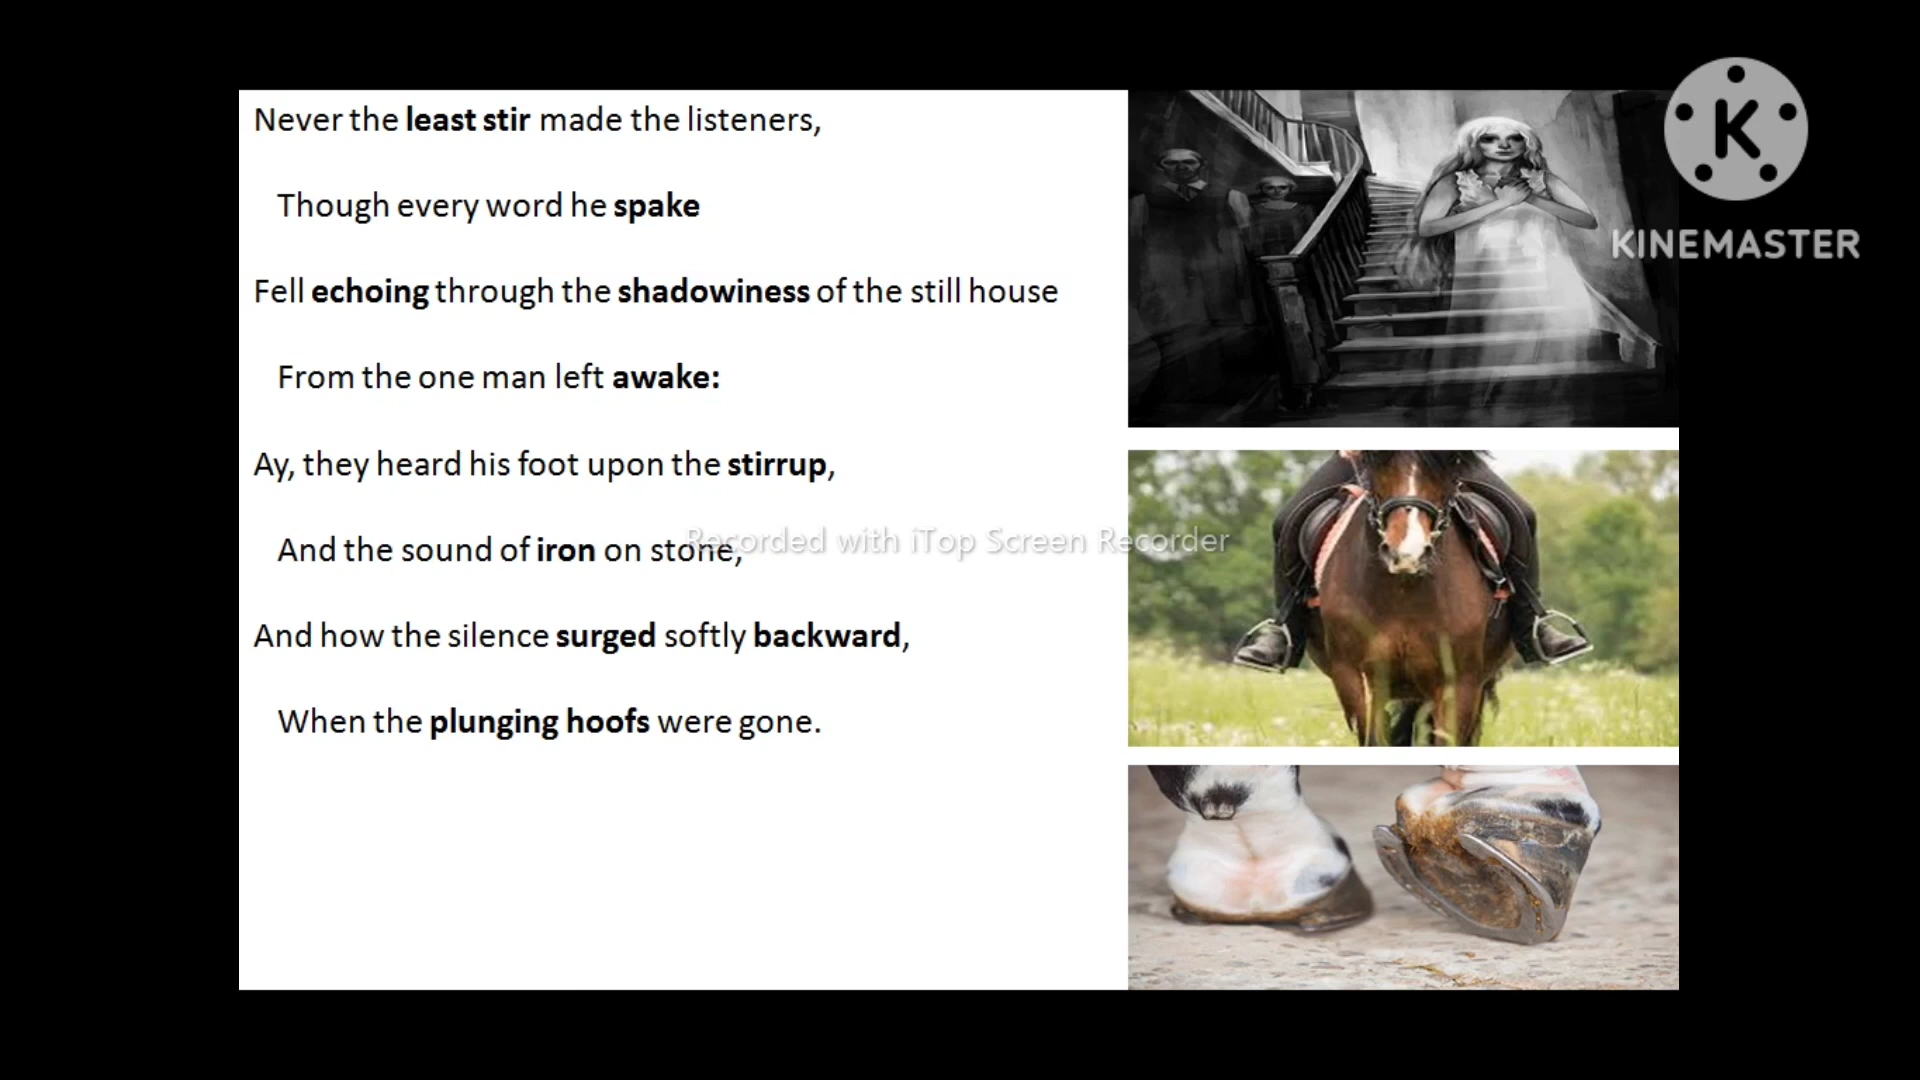 Never the least stir made the listeners,
Though every word he spake
Fell echoing through the shadowiness of the still house
From the one man left awake:
Ay, they heard his foot upon the stirrup,
And the sound of iron on stone,
And how the silence surged softly backward,
When the plunging hoofs were gone.
Recorded with iTop Screen Recorder
K
KINEMASTER